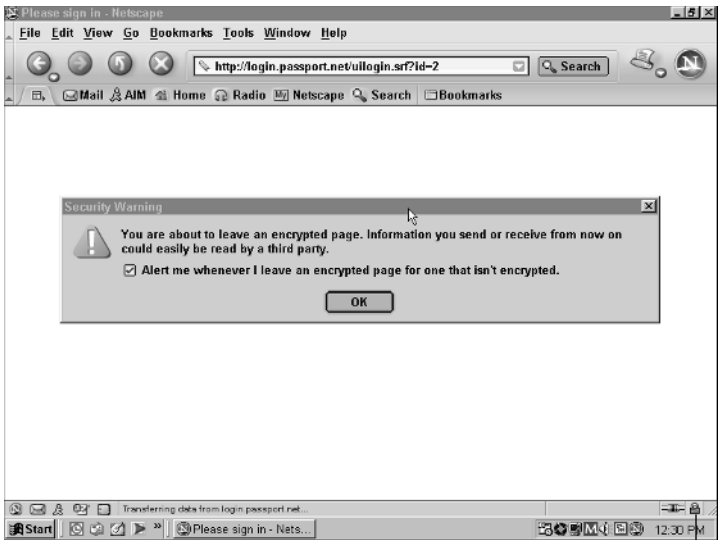 Please sign in - Netscape
File Edit View Go Bookmarks Tools Window Help
http://login.passport.net/uilogin.srf?id=2 Search N
Mail AIM Home Radio My Netscape Search Bookmarks
Security Warning
You are about to leave an encrypted page. Information you send or receive from now on
could easily be read by a third party.
Alert me whenever I leave an encrypted page for one that isn't encrypted.
OK
Transferring data from login.passport.net...
Start Please sign in - Nets... 12:30 PM